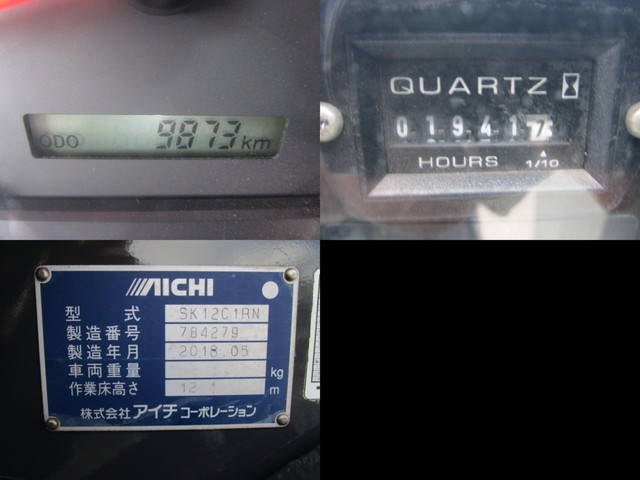 ODO 9873 km
QUARTZ
019417
HOURS 1/10
AICHI
型式 SK12C1RN
製造番号 784279
製造年月 2018.05
車両重量 kg
作業床高さ 12.1 m
株式会社 アイチ コーポレーション